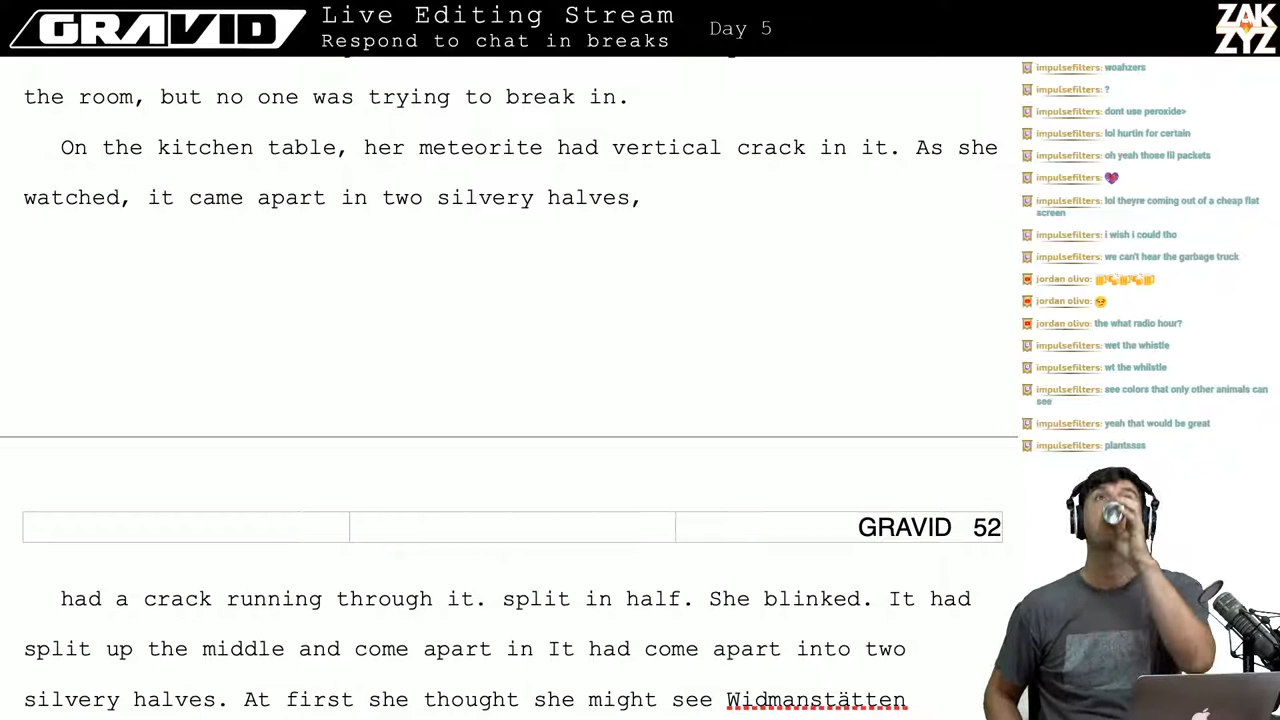 GRAVID
Live Editing Stream
Respond to chat in breaks
Day 5
ZAK
ZYZ
the room, but no one was trying to break in.
On the kitchen table, her meteorite had vertical crack in it. As she
watched, it came apart in two silvery halves,
GRAVID 52
had a crack running through it. split in half. She blinked. It had
split up the middle and come apart in It had come apart into two
silvery halves. At first she thought she might see Widmanstätten
impulsefilters: woahzers
impulsefilters: ?
impulsefilters: dont use peroxide>
impulsefilters: lol hurtin for certain
impulsefilters: oh yeah those lil packets
impulsefilters:
impulsefilters: lol theyre coming out of a cheap flat
screen
impulsefilters: i wish i could tho
impulsefilters: we can't hear the garbage truck
jordan olivo:
jordan olivo:
jordan olivo: the what radio hour?
impulsefilters: wet the whistle
impulsefilters: wt the whilstle
impulsefilters: see colors that only other animals can
see
impulsefilters: yeah that would be great
impulsefilters: plantssss